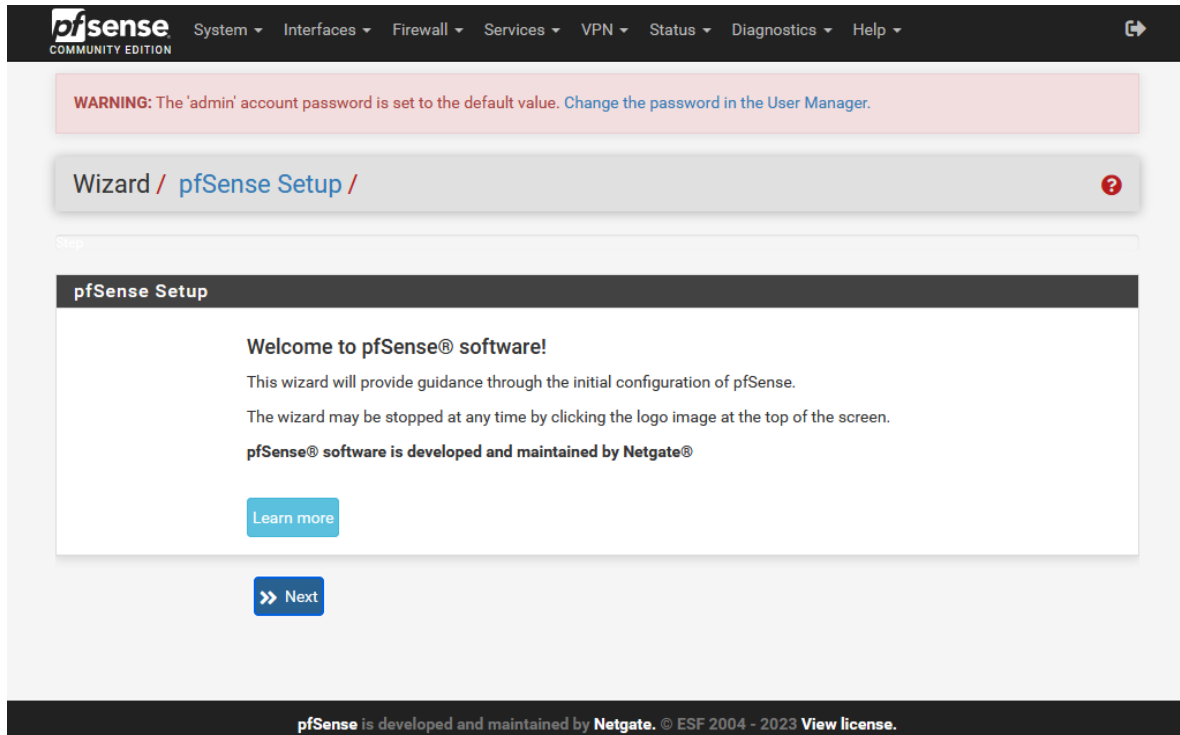 pfsense System Interfaces Firewall Services VPN Status Diagnostics Help
COMMUNITY EDITION
WARNING: The 'admin' account password is set to the default value. Change the password in the User Manager.
Wizard / pfSense Setup /
Step
pfSense Setup
Welcome to pfSense® software!
This wizard will provide guidance through the initial configuration of pfSense.
The wizard may be stopped at any time by clicking the logo image at the top of the screen.
pfSense® software is developed and maintained by Netgate®
Learn more
Next
pfSense is developed and maintained by Netgate. © ESF 2004 - 2023 View license.